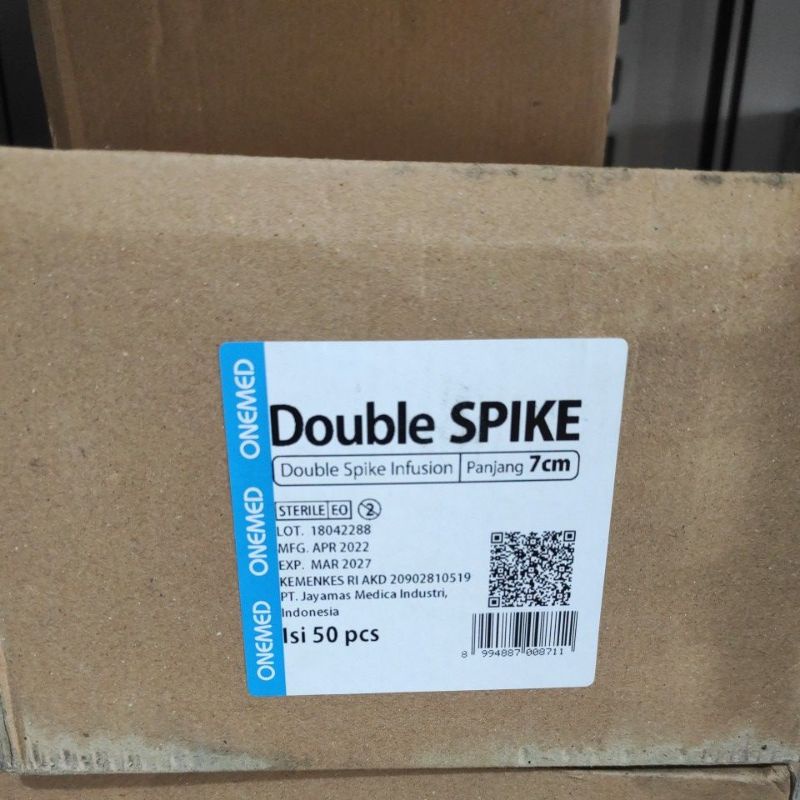 ONEMED
ONEMED
ONEMED
Double SPIKE
Double Spike Infusion Panjang 7cm
STERILE EO 2
LOT. 18042288
MFG. APR 2022
EXP. MAR 2027
KEMENKES RI AKD 20902810519
PT. Jayamas Medica Industri,
Indonesia
Isi 50 pcs
8 994887 008711